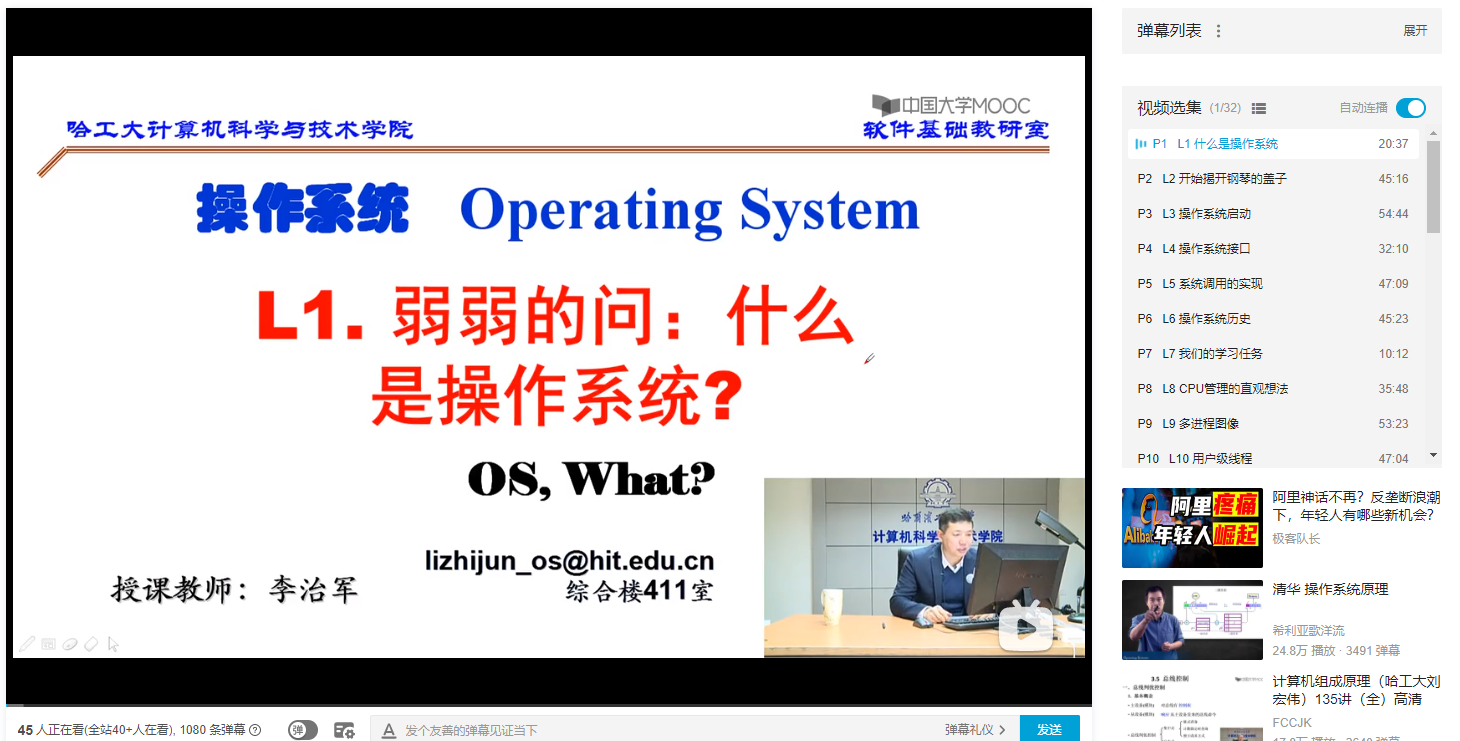 中国大学MOOC
哈工大计算机科学与技术学院
软件基础教研室
操作系统 Operating System
L1. 弱弱的问：什么
是操作系统?
OS, What?
lizhijun_os@hit.edu.cn
综合楼411室
授课教师：李治军
计算机科学
术学院
45 人正在看(全站40+人在看), 1080 条弹幕
弹
发个友善的弹幕见证当下
弹幕礼仪
发送
弹幕列表
展开
视频选集 (1/32)
自动连播
P1 L1 什么是操作系统 20:37
P2 L2 开始揭开钢琴的盖子 45:16
P3 L3 操作系统启动 54:44
P4 L4 操作系统接口 32:10
P5 L5 系统调用的实现 47:09
P6 L6 操作系统历史 45:23
P7 L7 我们的学习任务 10:12
P8 L8 CPU管理的直观想法 35:48
P9 L9 多进程图像 53:23
P10 L10 用户级线程 47:04
阿里疼痛
Alibab
年轻人崛起
阿里神话不再？反垄断浪潮
下，年轻人有哪些新机会？
极客队长
清华 操作系统原理
希利亚歌洋流
24.8万 播放 · 3491 弹幕
3.5 总线控制
计算机组成原理（哈工大刘
宏伟）135讲（全）高清
FCCJK